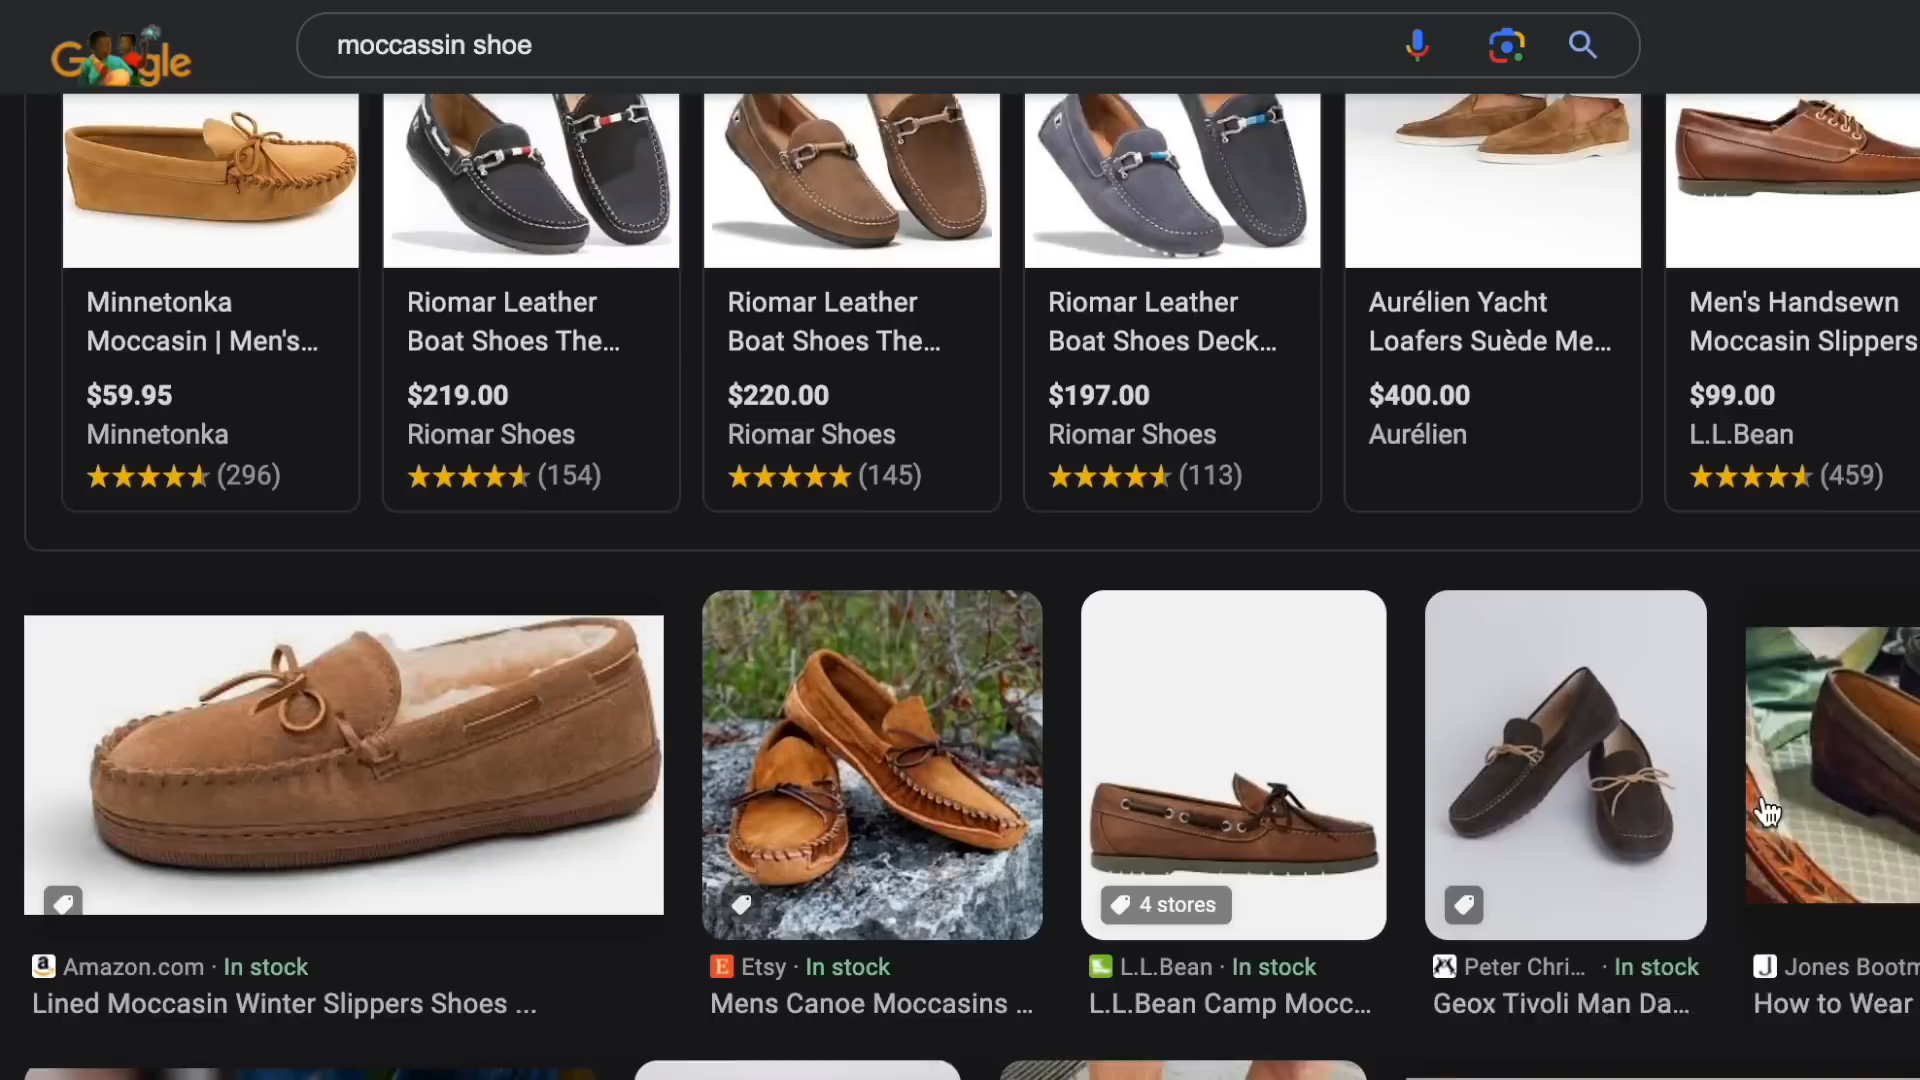 Google
moccassin shoe
Minnetonka
Moccasin | Men's...
$59.95
Minnetonka
(296)
Riomar Leather
Boat Shoes The...
$219.00
Riomar Shoes
(154)
Riomar Leather
Boat Shoes The...
$220.00
Riomar Shoes
(145)
Riomar Leather
Boat Shoes Deck...
$197.00
Riomar Shoes
(113)
Aurélien Yacht
Loafers Suède Me...
$400.00
Aurélien
Men's Handsewn
Moccasin Slippers
$99.00
L.L.Bean
(459)
Amazon.com · In stock
Lined Moccasin Winter Slippers Shoes ...
Etsy · In stock
Mens Canoe Moccasins ...
4 stores
L.L.Bean · In stock
L.L.Bean Camp Mocc...
Peter Chri... · In stock
Geox Tivoli Man Da...
Jones Bootm
How to Wear